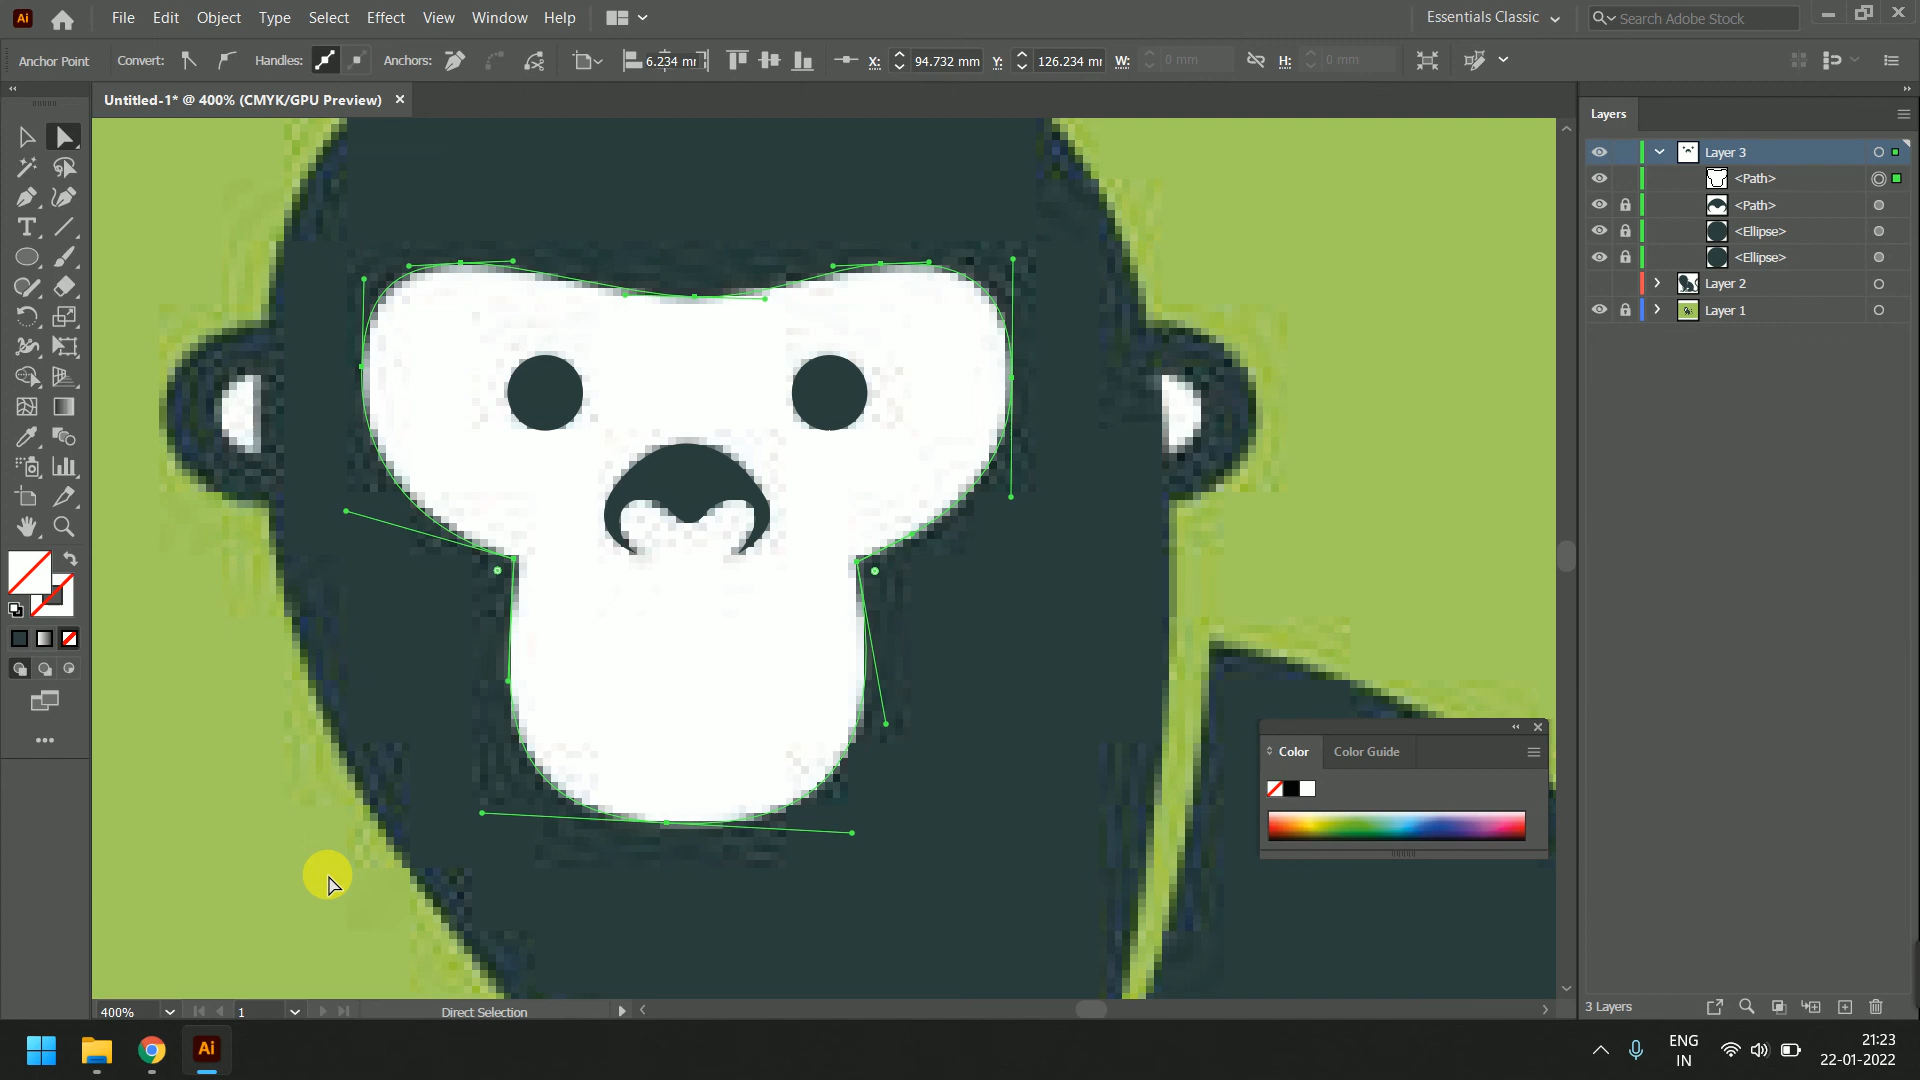 Ai File Edit Object Type Select Effect View Window Help Essentials Classic Search Adobe Stock
Anchor Point Convert: Handles: Anchors: 6.234 mm X: 94.732 mm Y: 126.234 mm W: 0 mm H: 0 mm
Untitled-1* @ 400% (CMYK/GPU Preview) ×
Layers
Layer 3
<Path>
<Path>
<Ellipse>
<Ellipse>
Layer 2
Layer 1
Color Color Guide
400% 1 Direct Selection
3 Layers
Ai
ENG
IN
21:23
22-01-2022